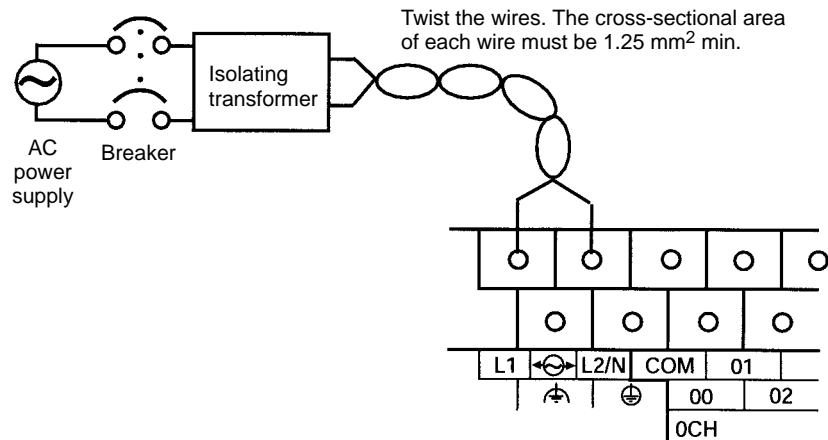 Twist the wires. The cross-sectional area
of each wire must be 1.25 mm² min.
Isolating
transformer
AC
power
supply
Breaker
L1 L2/N COM 01
00 02
0CH